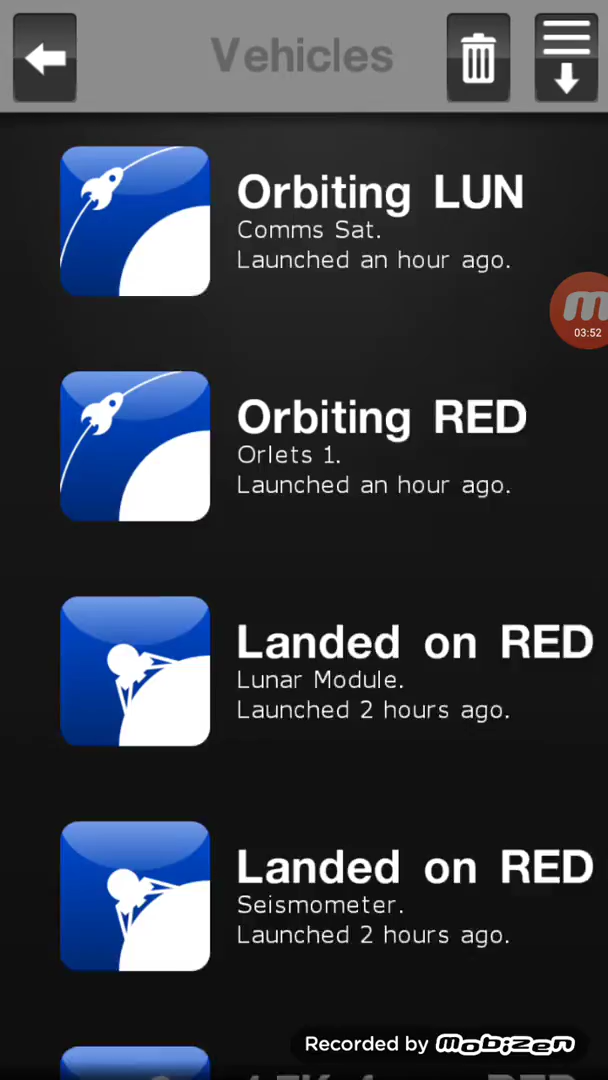 Vehicles
Orbiting LUN
Comms Sat.
Launched an hour ago.
03:52
Orbiting RED
Orlets 1.
Launched an hour ago.
Landed on RED
Lunar Module.
Launched 2 hours ago.
Landed on RED
Seismometer.
Launched 2 hours ago.
Recorded by mobizen